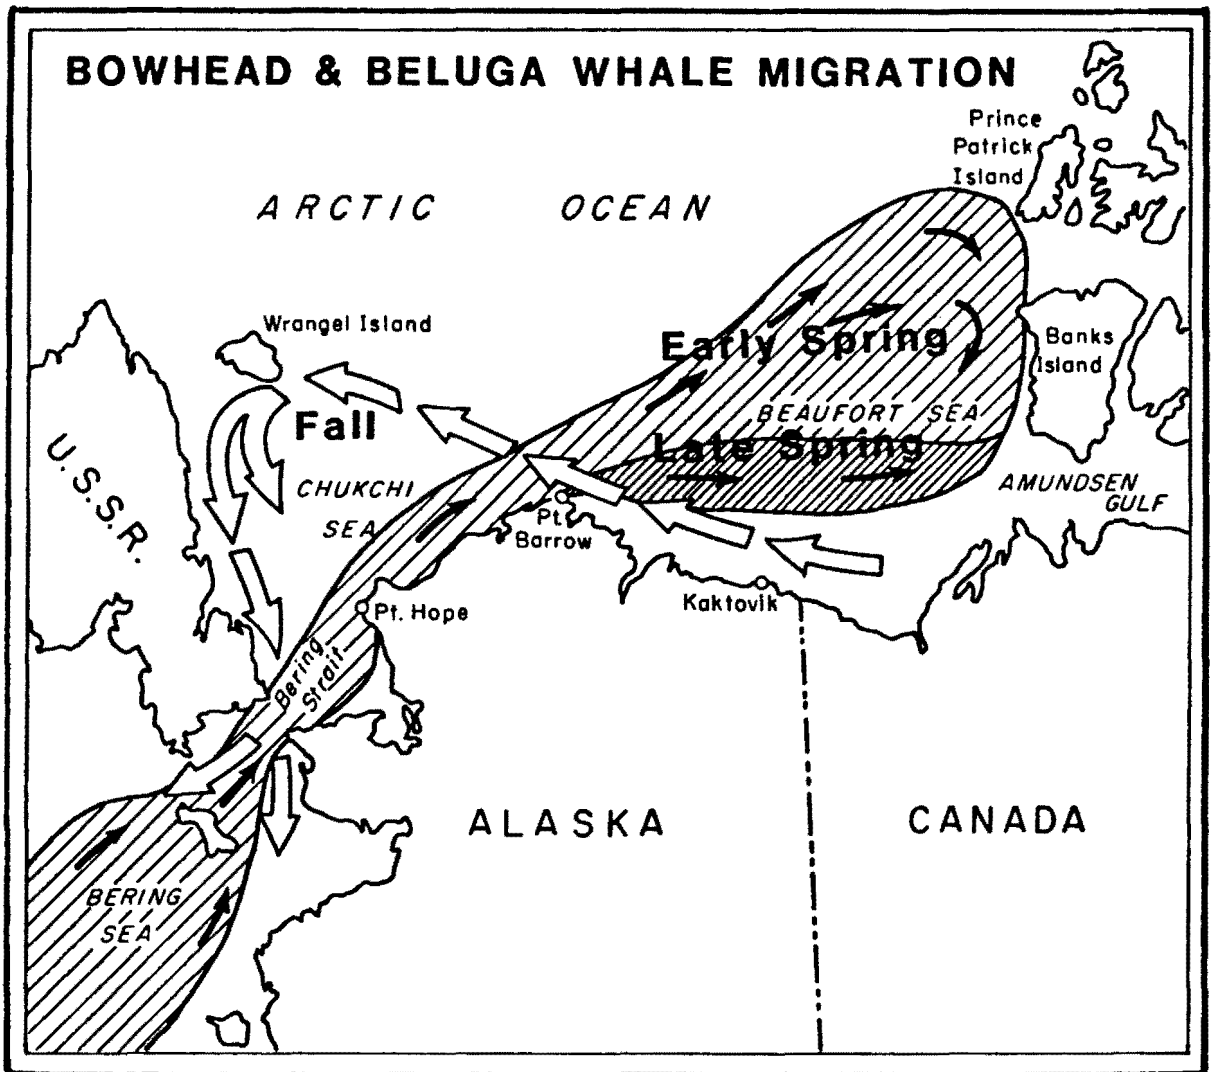 BOWHEAD & BELUGA WHALE MIGRATION
Prince
Patrick
Island
ARCTIC OCEAN
Wrangel Island
Early Spring
Banks
Island
Fall
BEAUFORT SEA
Late Spring
U.S.S.R.
CHUKCHI
SEA
AMUNDSEN
GULF
Pt.
Barrow
Kaktovik
Pt. Hope
Bering
Strait
ALASKA
CANADA
BERING
SEA